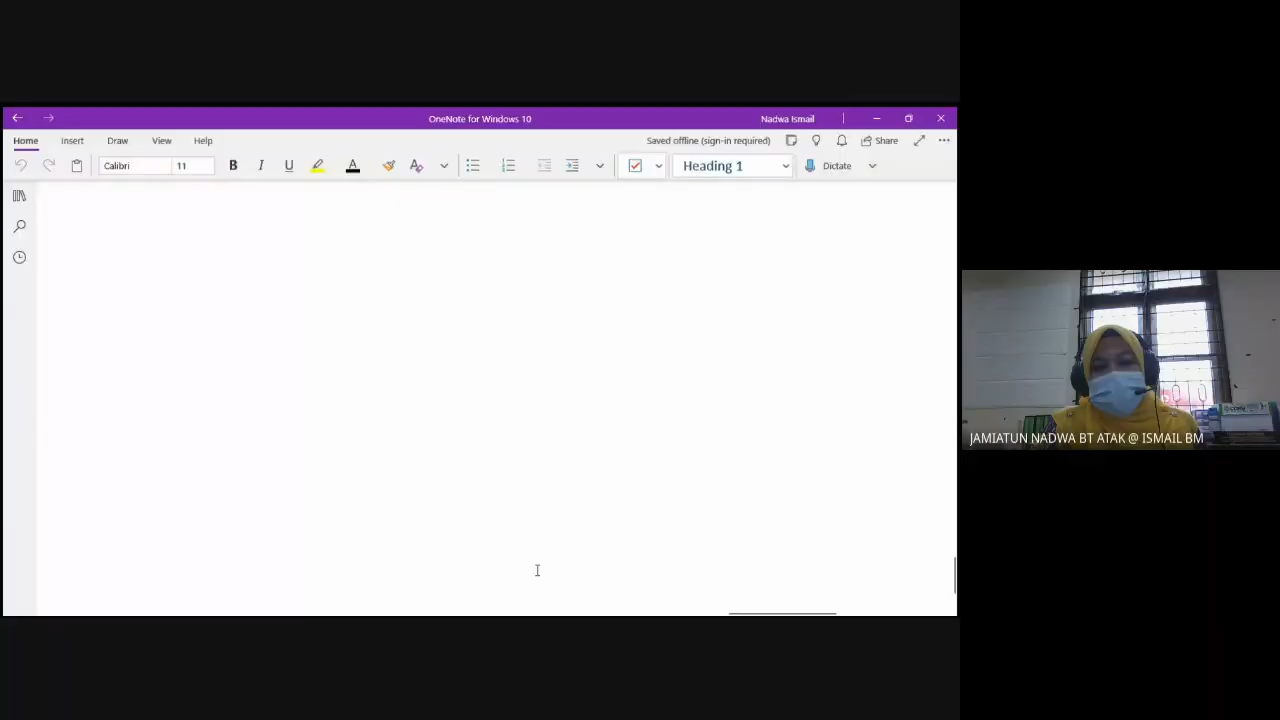 OneNote for Windows 10
Nadwa Ismail
Home Insert Draw View Help
Saved offline (sign-in required)
Share
Calibri 11 B I U A A
Heading 1
Dictate
JAMIATUN NADWA BT ATAK @ ISMAIL BM